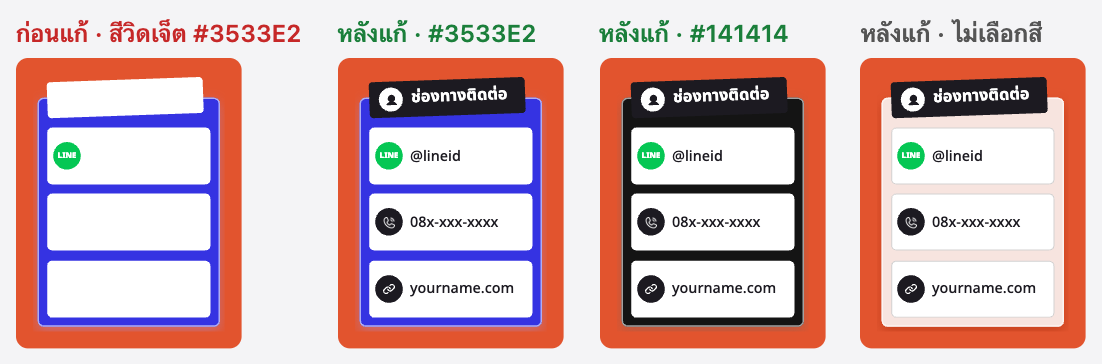 ก่อนแก้ · สีวิดเจ็ต #3533E2
LINE
หลังแก้ · #3533E2
ช่องทางติดต่อ
LINE @lineid
08x-xxx-xxxx
yourname.com
หลังแก้ · #141414
ช่องทางติดต่อ
LINE @lineid
08x-xxx-xxxx
yourname.com
หลังแก้ · ไม่เลือกสี
ช่องทางติดต่อ
LINE @lineid
08x-xxx-xxxx
yourname.com